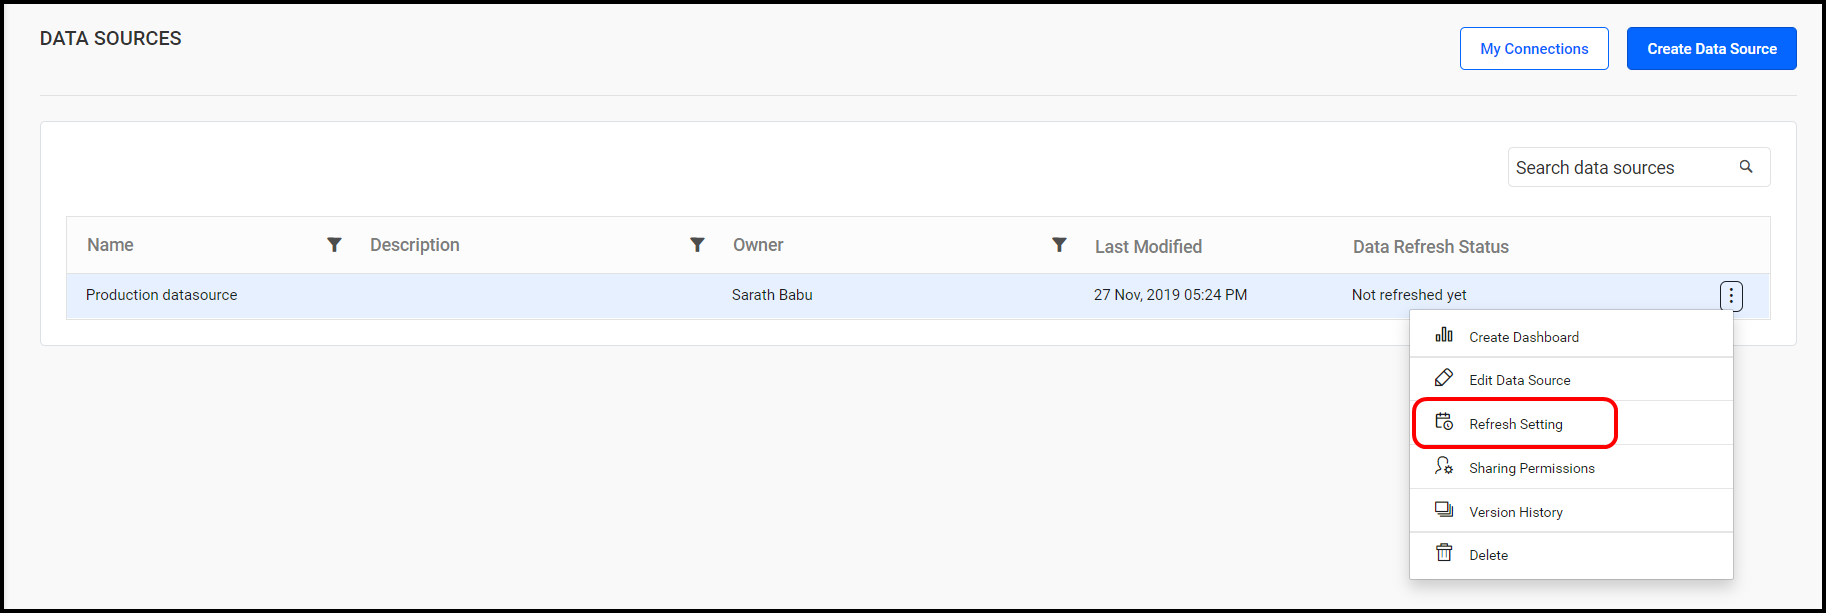 DATA SOURCES
My Connections
Create Data Source
Search data sources
Name Description Owner Last Modified Data Refresh Status
Production datasource Sarath Babu 27 Nov, 2019 05:24 PM Not refreshed yet
Create Dashboard
Edit Data Source
Refresh Setting
Sharing Permissions
Version History
Delete